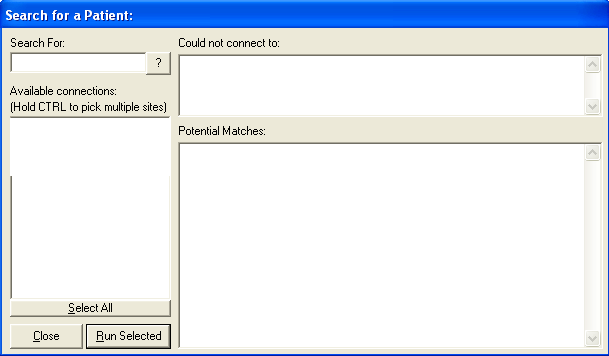 Search for a Patient:
Search For:
?
Available connections:
(Hold CTRL to pick multiple sites)
Select All
Close
Run Selected
Could not connect to:
Potential Matches: